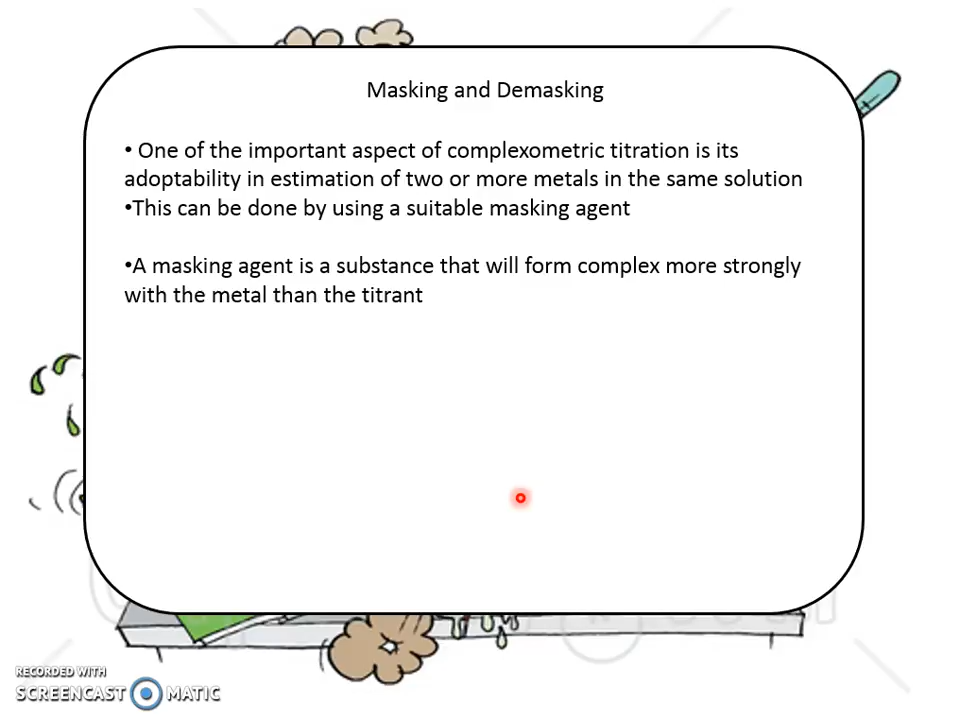 Masking and Demasking
• One of the important aspect of complexometric titration is its
adoptability in estimation of two or more metals in the same solution
•This can be done by using a suitable masking agent
•A masking agent is a substance that will form complex more strongly
with the metal than the titrant
RECORDED WITH
SCREENCAST MATIC